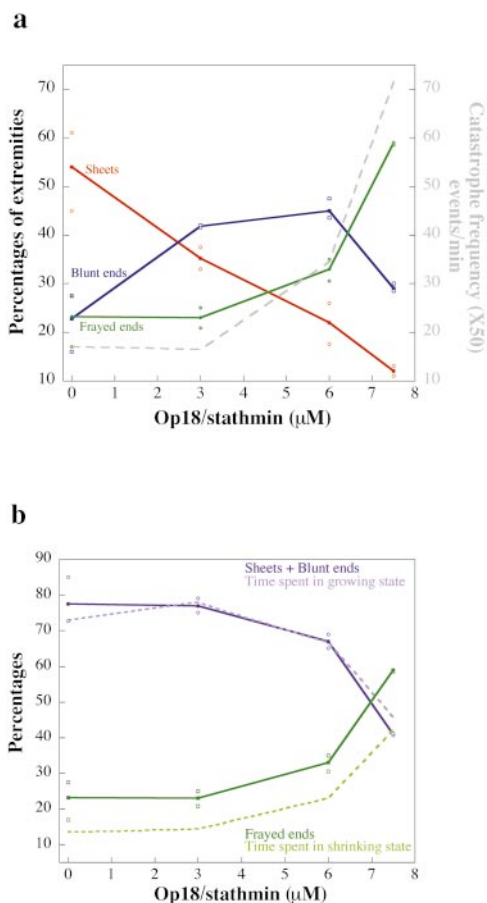 a
70
60
50
40
30
20
10
Percentages of extremities
Sheets
Blunt ends
Frayed ends
70
60
50
40
30
20
10
Catastrophe frequency (X50)
events/min
0 1 2 3 4 5 6 7 8
Op18/stathmin (µM)
b
90
80
70
60
50
40
30
20
10
Percentages
Sheets + Blunt ends
Time spent in growing state
Frayed ends
Time spent in shrinking state
0 1 2 3 4 5 6 7 8
Op18/stathmin (µM)